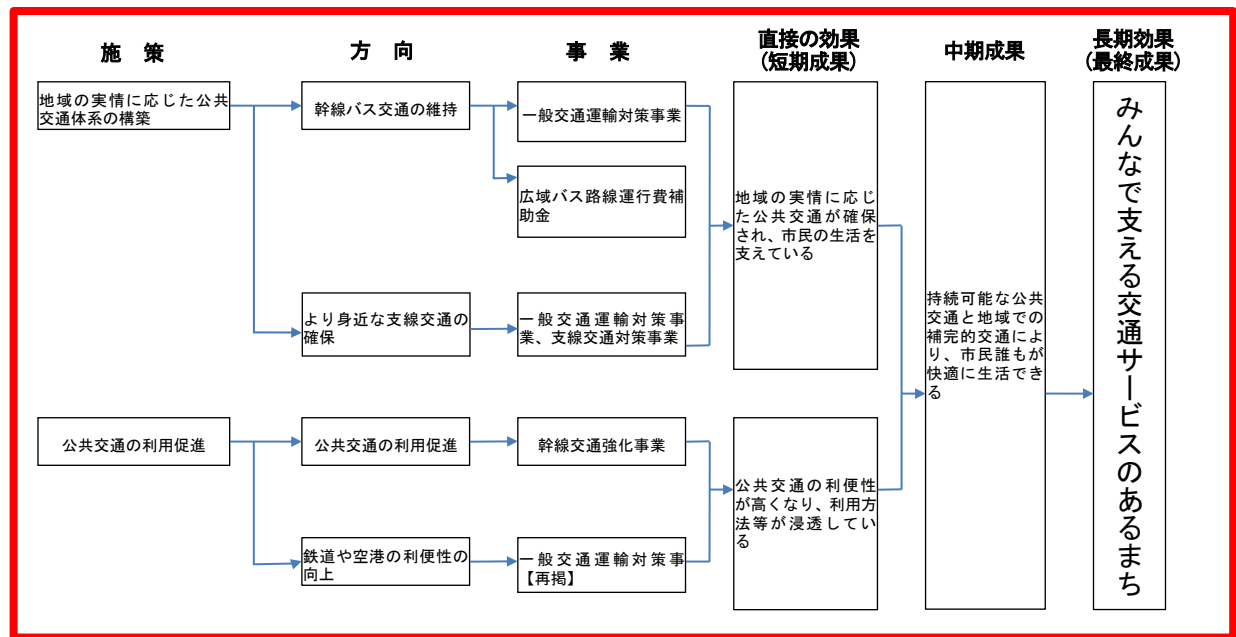 施　策
方　向
事　業
直接の効果
(短期成果)
中期成果
長期効果
(最終成果)
地域の実情に応じた公共
交通体系の構築
幹線バス交通の維持
一般交通運輸対策事業
広域バス路線運行費補
助金
より身近な支線交通の
確保
一般交通運輸対策事
業、支線交通対策事業
地域の実情に応じ
た公共交通が確保
され、市民の生活を
支えている
公共交通の利用促進
公共交通の利用促進
幹線交通強化事業
鉄道や空港の利便性の
向上
一般交通運輸対策事
【再掲】
公共交通の利便性
が高くなり、利用方
法等が浸透してい
る
持続可能な公共
交通と地域での
補完的交通によ
り、市民誰もが
快適に生活でき
る
みんなで支える交通サービスのあるまち